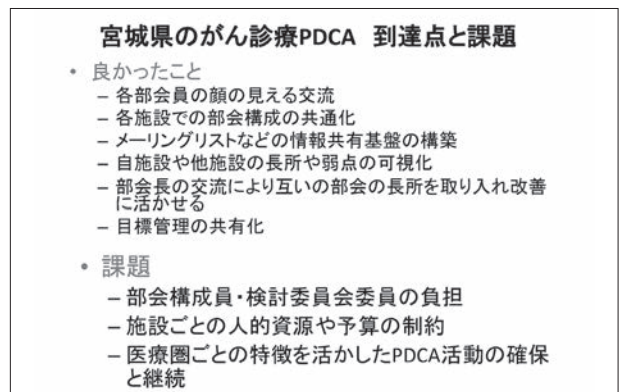 宮城県のがん診療PDCA 到達点と課題
• 良かったこと
– 各部会員の顔の見える交流
– 各施設での部会構成の共通化
– メーリングリストなどの情報共有基盤の構築
– 自施設や他施設の長所や弱点の可視化
– 部会長の交流により互いの部会の長所を取り入れ改善
に活かせる
– 目標管理の共有化
• 課題
– 部会構成員・検討委員会委員の負担
– 施設ごとの人的資源や予算の制約
– 医療圏ごとの特徴を活かしたPDCA活動の確保
と継続